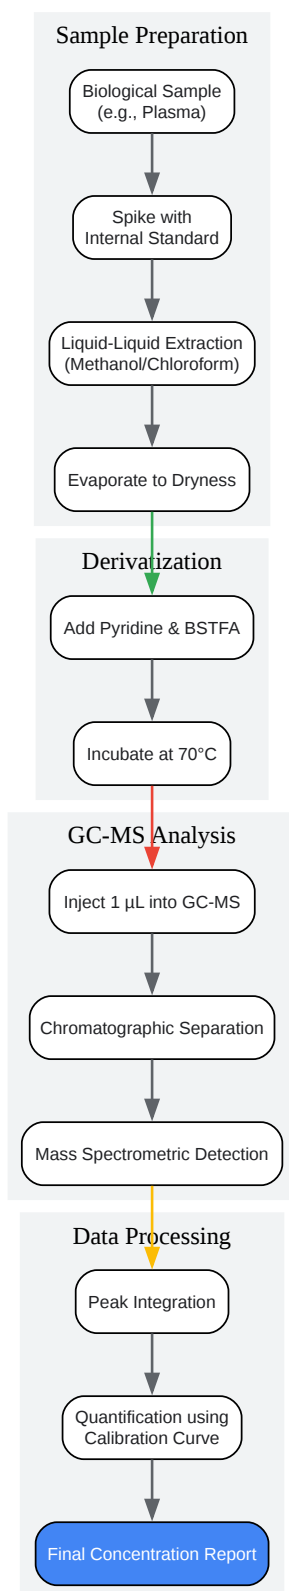 Sample Preparation
Biological Sample
(e.g., Plasma)
Spike with
Internal Standard
Liquid-Liquid Extraction
(Methanol/Chloroform)
Evaporate to Dryness
Derivatization
Add Pyridine & BSTFA
Incubate at 70°C
GC-MS Analysis
Inject 1 µL into GC-MS
Chromatographic Separation
Mass Spectrometric Detection
Data Processing
Peak Integration
Quantification using
Calibration Curve
Final Concentration Report